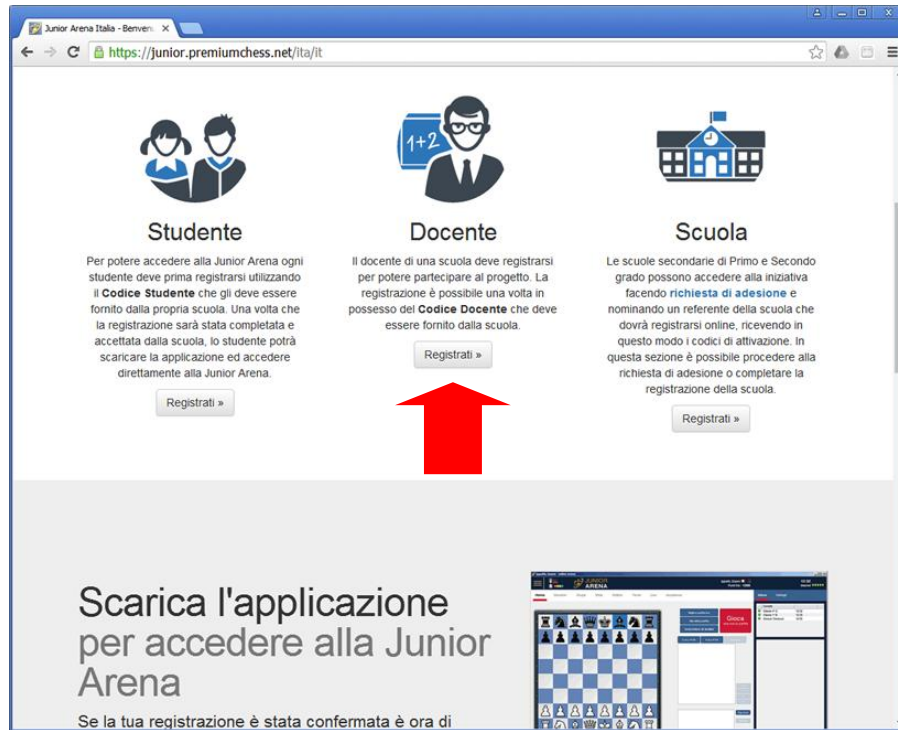 Junior Arena Italia - Benven
https://junior.premiumchess.net/ita/it
1+2
Studente
Per potere accedere alla Junior Arena ogni
studente deve prima registrarsi utilizzando
il Codice Studente che gli deve essere
fornito dalla propria scuola. Una volta che
la registrazione sarà stata completata e
accettata dalla scuola, lo studente potrà
scaricare la applicazione ed accedere
direttamente alla Junior Arena.
Registrati »
Docente
Il docente di una scuola deve registrarsi
per potere partecipare al progetto. La
registrazione è possibile una volta in
possesso del Codice Docente che deve
essere fornito dalla scuola.
Registrati »
Scuola
Le scuole secondarie di Primo e Secondo
grado possono accedere alla iniziativa
facendo richiesta di adesione e
nominando un referente della scuola che
dovrà registrarsi online, ricevendo in
questo modo i codici di attivazione. In
questa sezione è possibile procedere alla
richiesta di adesione o completare la
registrazione della scuola.
Registrati »
Scarica l'applicazione
per accedere alla Junior
Arena
Se la tua registrazione è stata confermata è ora di
JUNIOR
ARENA
Gioca